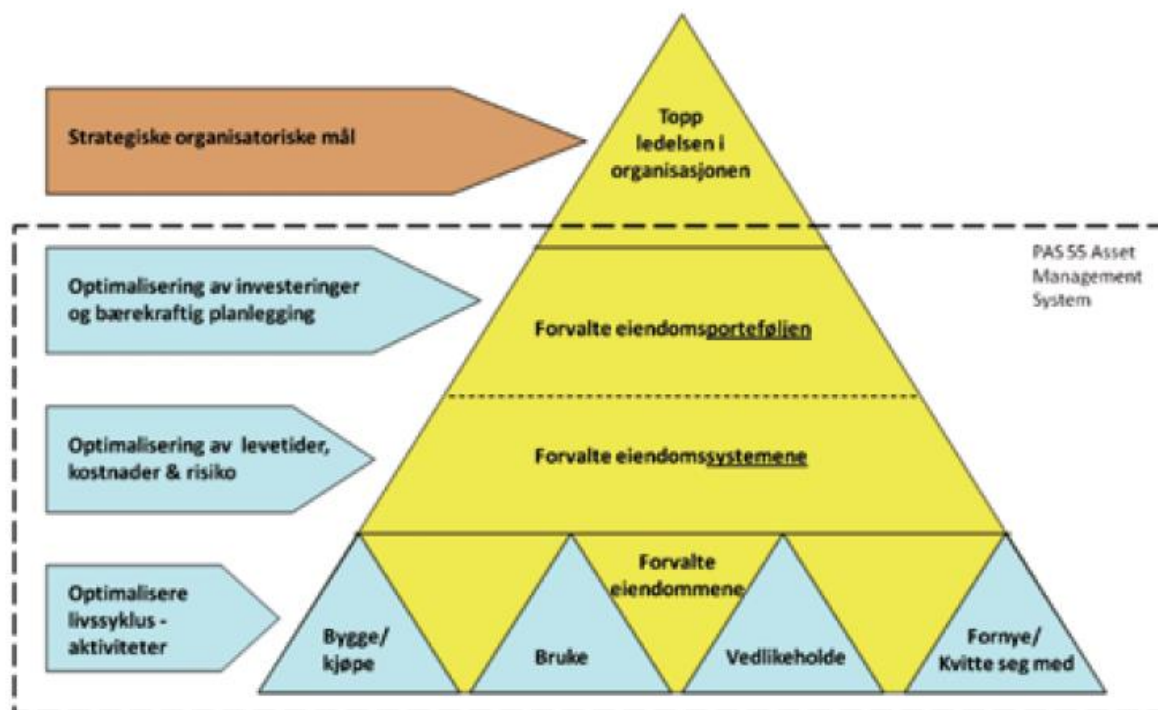 Topp
ledelsen i
organisasjonen
Strategiske organisatoriske mål
PAS 55 Asset
Management
System
Optimalisering av investeringer
og bærekraftig planlegging
Forvalte eiendomsporteføljen
Optimalisering av levetider,
kostnader & risiko
Forvalte eiendomssystemene
Optimalisere
livssyklus -
aktiviteter
Forvalte
eiendommene
Bygge/
kjøpe
Bruke
Vedlikeholde
Fornye/
Kvitte seg med